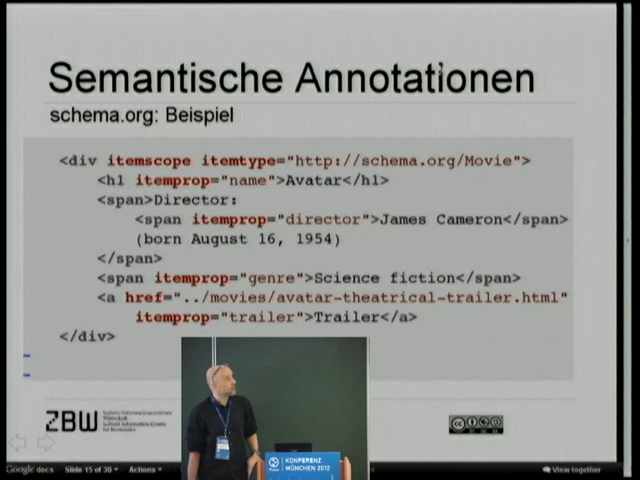 Semantische Annotationen
schema.org: Beispiel
<div itemscope itemtype="http://schema.org/Movie">
<h1 itemprop="name">Avatar</h1>
<span>Director:
<span itemprop="director">James Cameron</span>
(born August 16, 1954)
</span>
<span itemprop="genre">Science fiction</span>
<a href="../movies/avatar-theatrical-trailer.html"
itemprop="trailer">Trailer</a>
</div>
ZBW
KONFERENZ
MÜNCHEN 2012
Google docs Slide 15 of 30 Actions View together